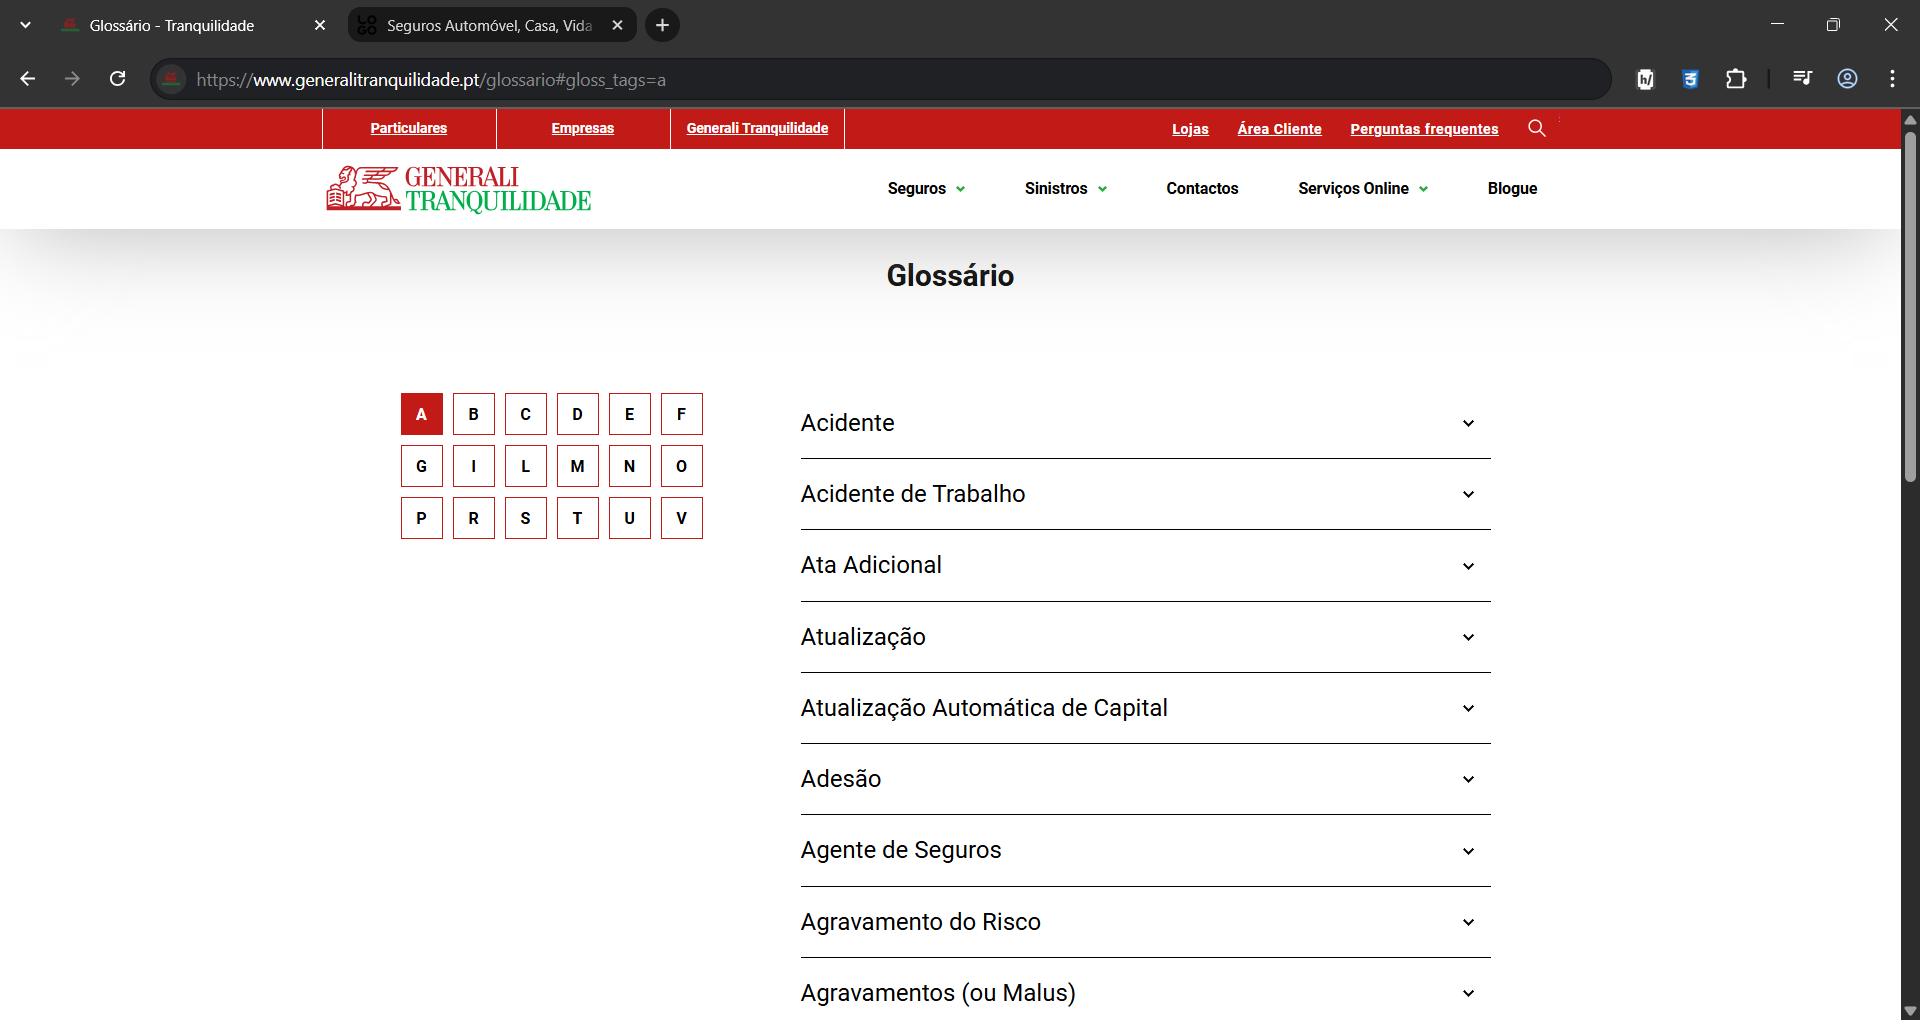 Glossário - Tranquilidade
LO
GO
Seguros Automóvel, Casa, Vida
https://www.generalitranquilidade.pt/glossario#gloss_tags=a
h/
Particulares
Empresas
Generali Tranquilidade
Lojas
Área Cliente
Perguntas frequentes
GENERALI
TRANQUILIDADE
Seguros
Sinistros
Contactos
Serviços Online
Blogue
Glossário
A B C D E F
G I L M N O
P R S T U V
Acidente
Acidente de Trabalho
Ata Adicional
Atualização
Atualização Automática de Capital
Adesão
Agente de Seguros
Agravamento do Risco
Agravamentos (ou Malus)